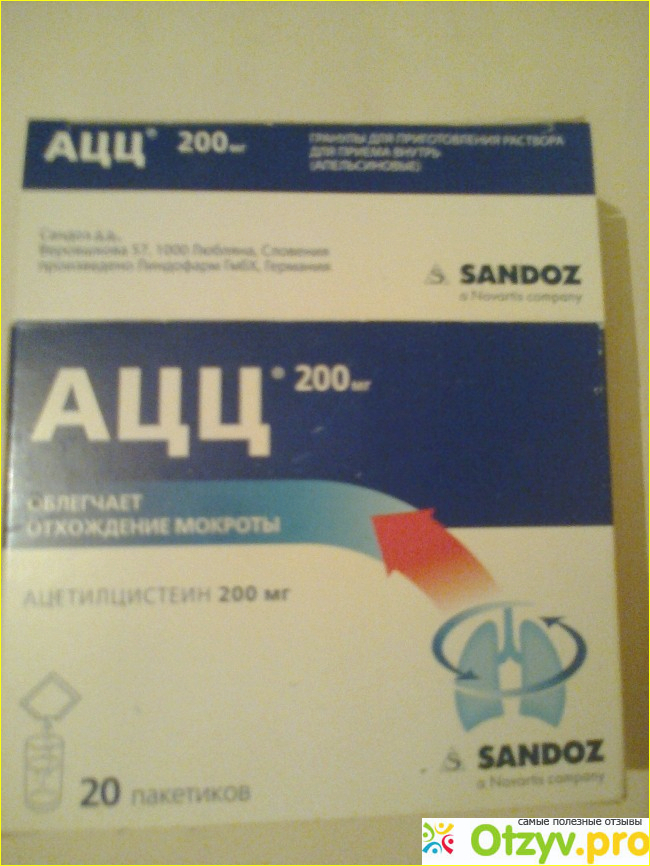 АЦЦ® 200мг
ГРАНУЛЫ ДЛЯ ПРИГОТОВЛЕНИЯ РАСТВОРА
ДЛЯ ПРИЕМА ВНУТРЬ
(АПЕЛЬСИНОВЫЕ)
Сандоз д.д.,
Веровшкова 57, 1000 Любляна, Словения
произведено Линдофарм ГмбХ, Германия
SANDOZ
a Novartis company
АЦЦ® 200мг
ОБЛЕГЧАЕТ
ОТХОЖДЕНИЕ МОКРОТЫ
АЦЕТИЛЦИСТЕИН 200 мг
SANDOZ
a Novartis company
20 пакетиков
самые полезные отзывы
Otzyv.pro